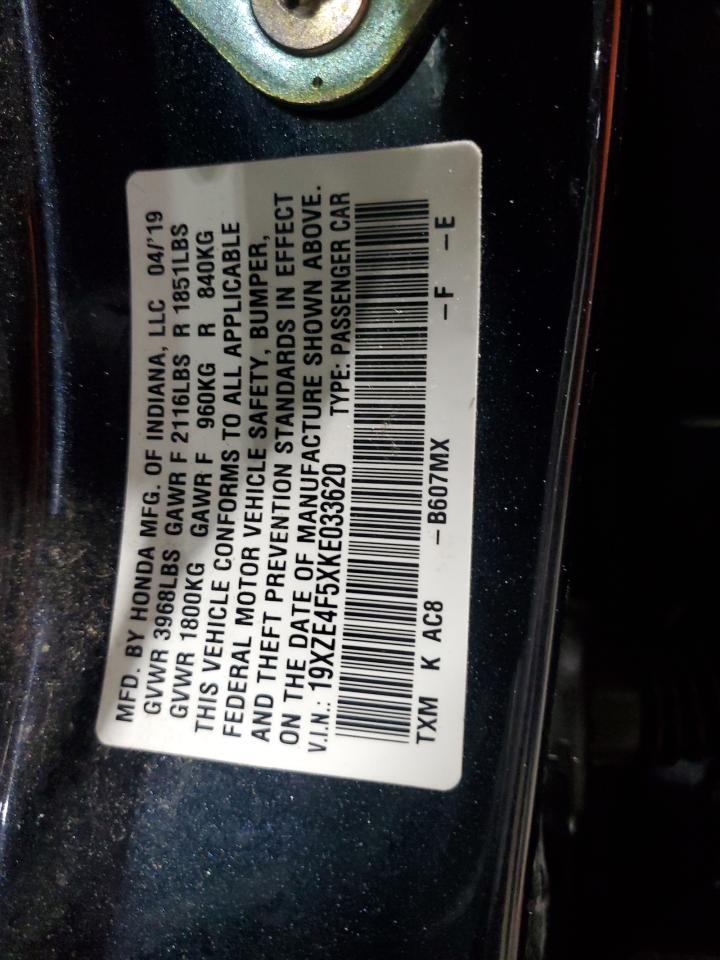 MFD. BY HONDA MFG. OF INDIANA, LLC 04/'19
GVWR 3968LBS GAWR F 2116LBS R 1851LBS
GVWR 1800KG GAWR F 960KG R 840KG
THIS VEHICLE CONFORMS TO ALL APPLICABLE
FEDERAL MOTOR VEHICLE SAFETY, BUMPER,
AND THEFT PREVENTION STANDARDS IN EFFECT
ON THE DATE OF MANUFACTURE SHOWN ABOVE.
V.I.N.: 19XZE4F5XKE033620 TYPE: PASSENGER CAR
TXM K AC8 -B607MX -F -E